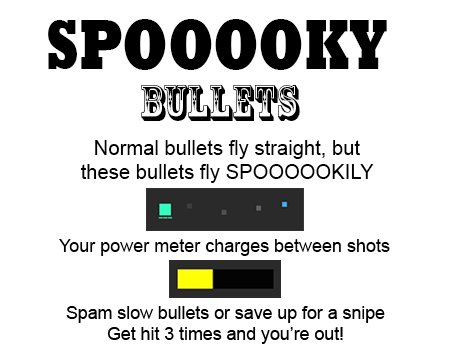 SPOOOOKY
BULLETS
Normal bullets fly straight, but
these bullets fly SPOOOOOKILY
Your power meter charges between shots
Spam slow bullets or save up for a snipe
Get hit 3 times and you're out!